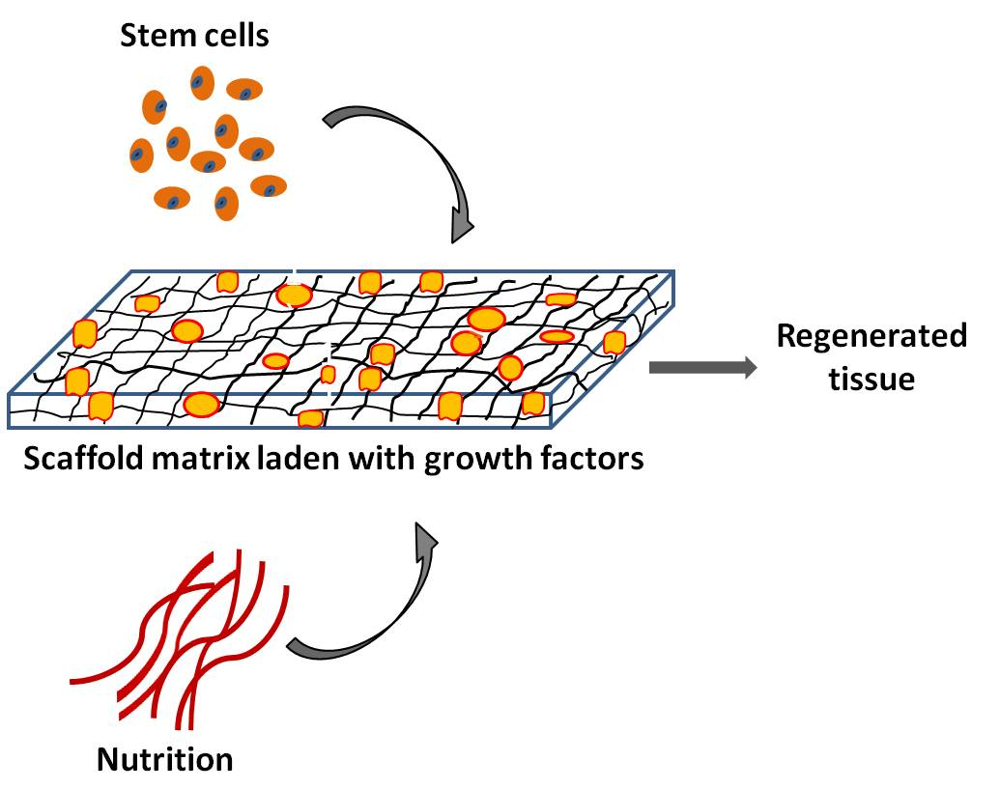 Stem cells
Regenerated
tissue
Scaffold matrix laden with growth factors
Nutrition